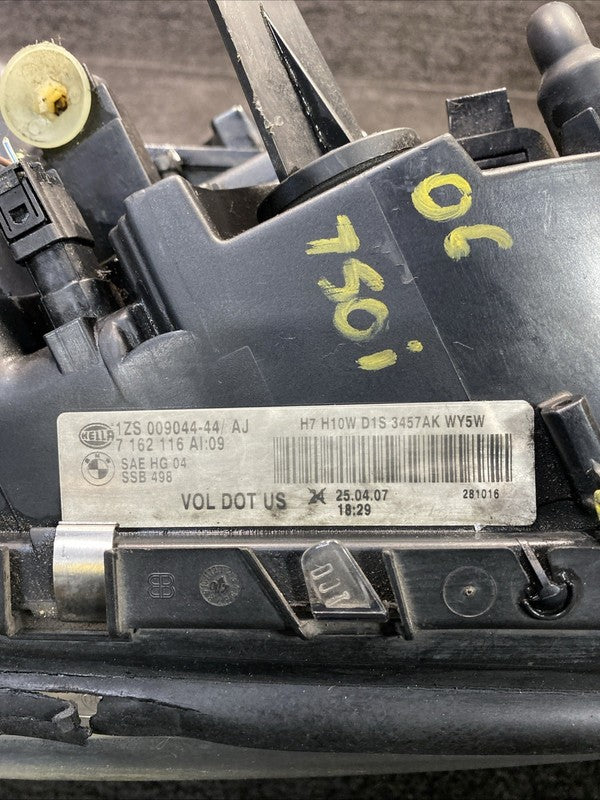 06
750i
HELLA
1ZS 009044-44/ AJ
7 162 116 AI:09
BMW
SAE HG 04
SSB 498
VOL DOT US
H7 H10W D1S 3457AK WY5W
25.04.07
18:29
281016